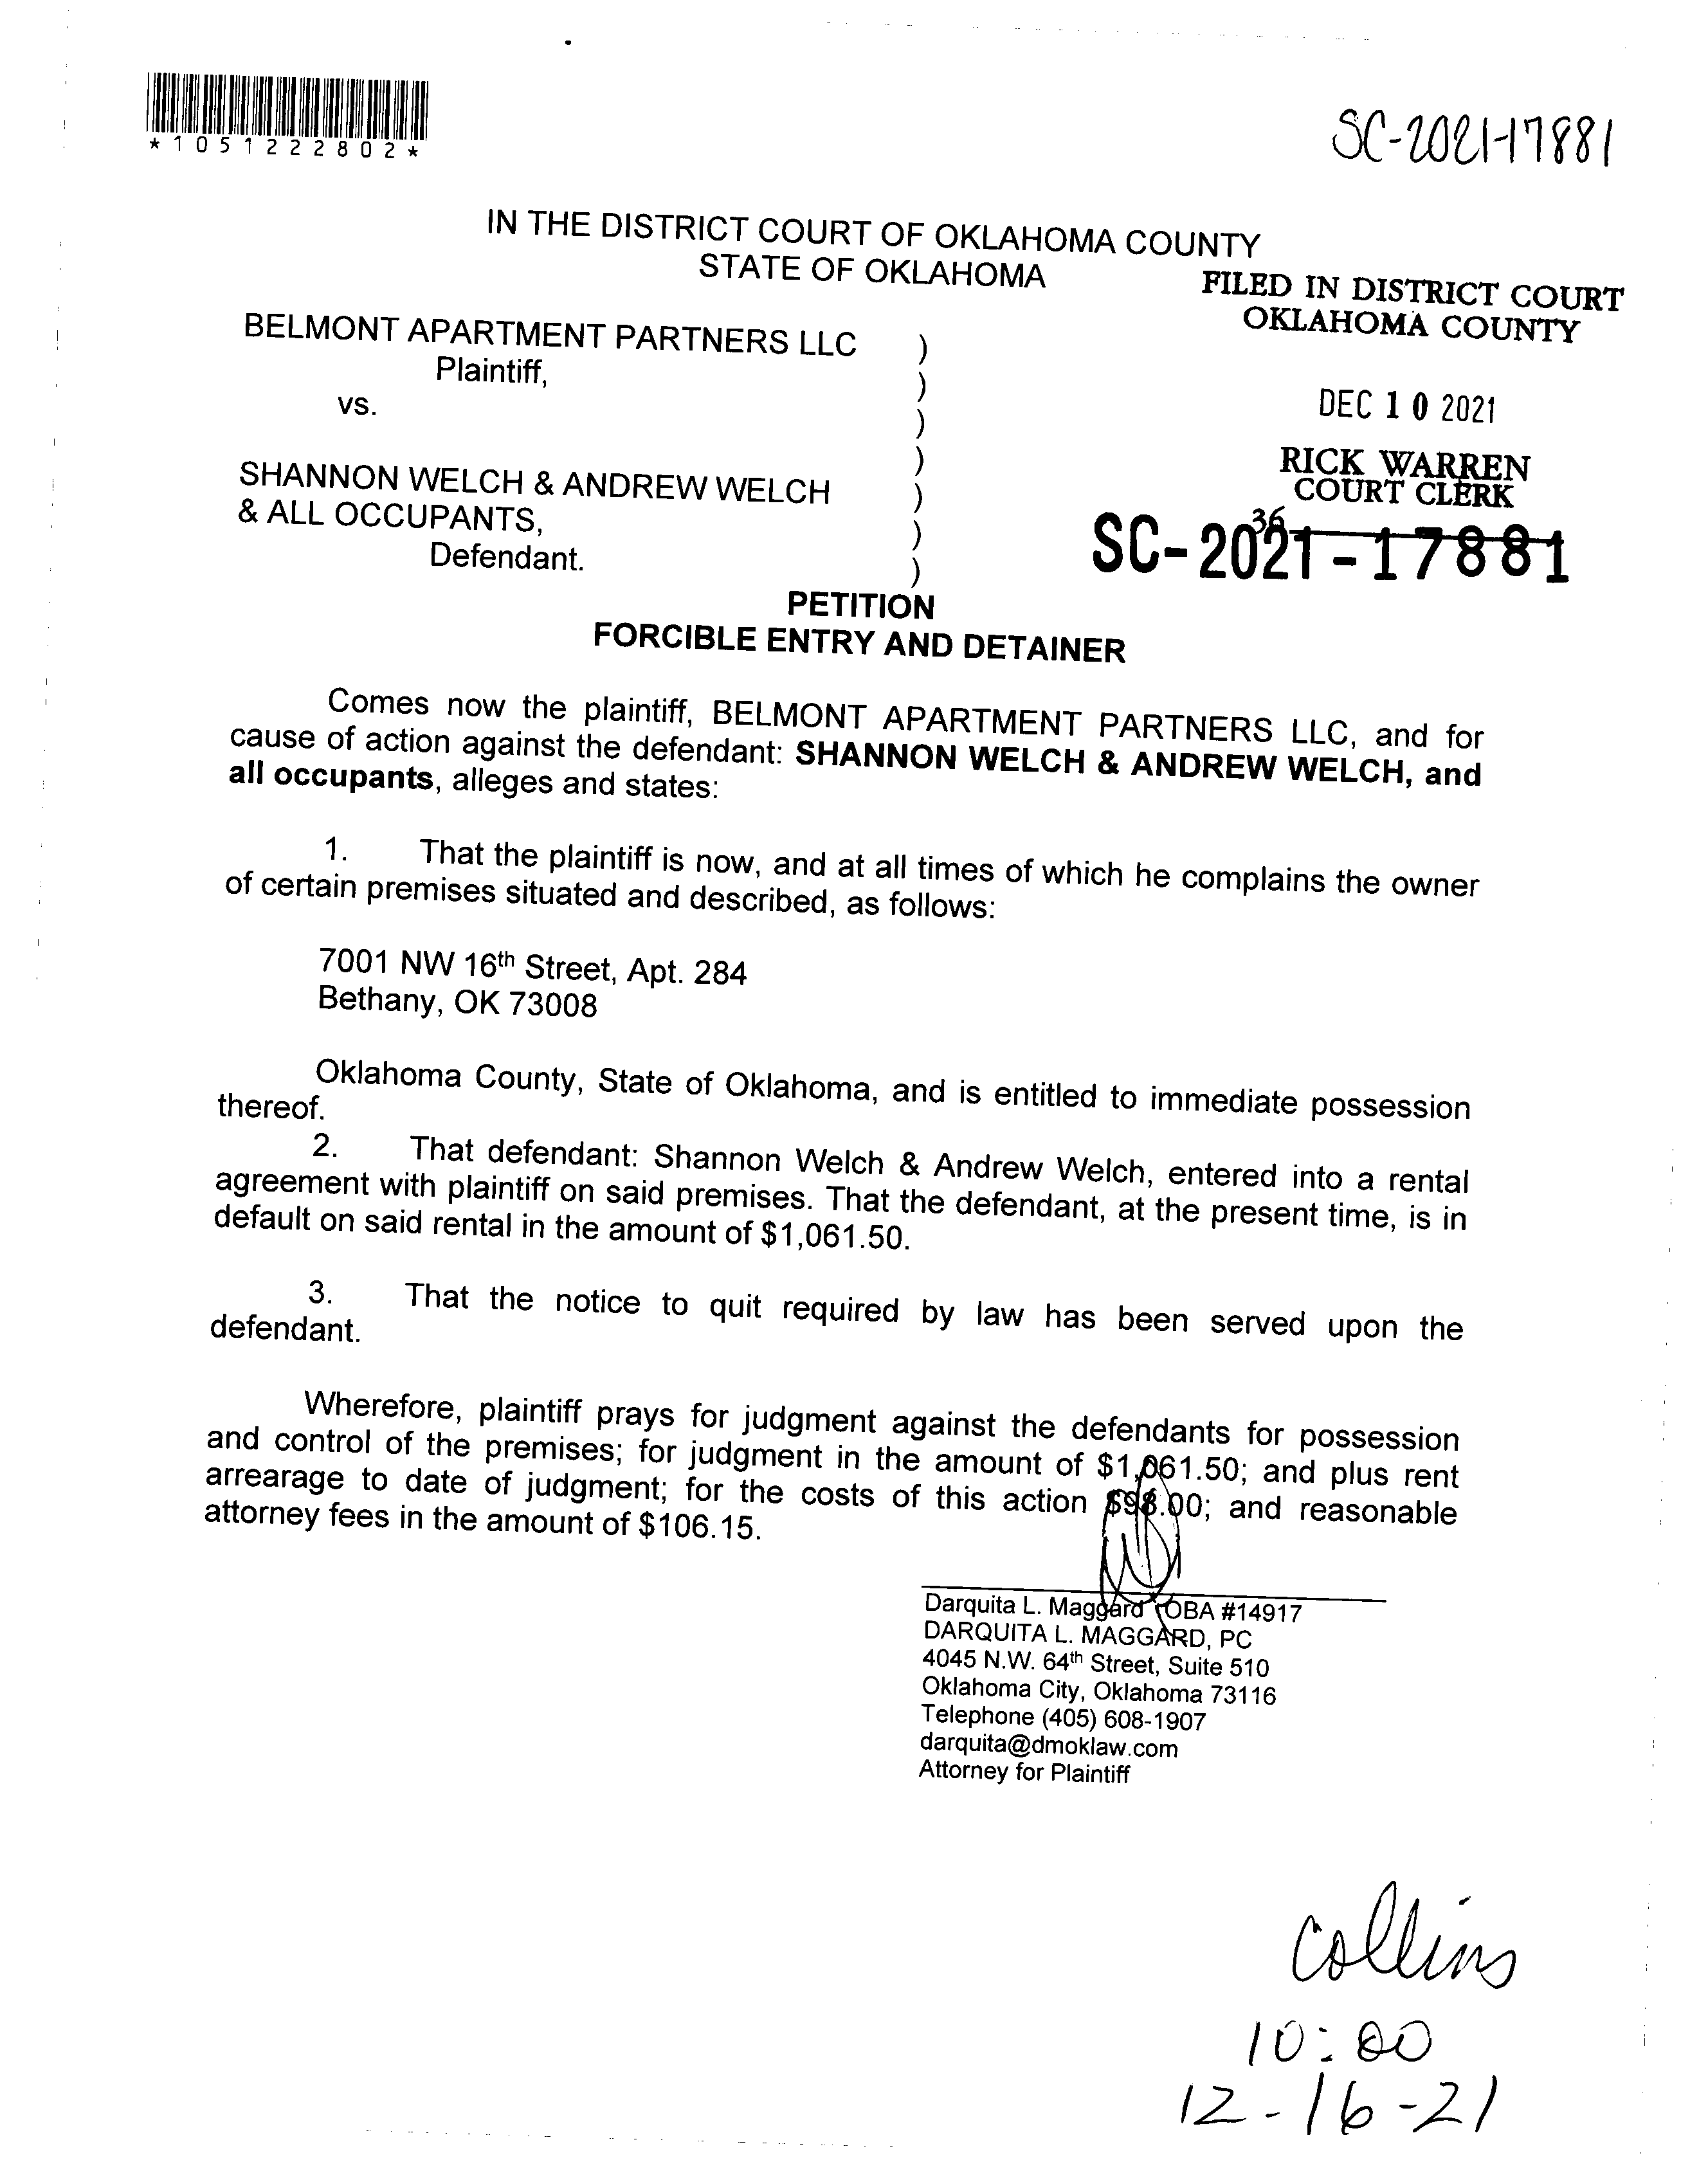 *1051222802*
SC-2021-17881
IN THE DISTRICT COURT OF OKLAHOMA COUNTY
STATE OF OKLAHOMA
FILED IN DISTRICT COURT
OKLAHOMA COUNTY
BELMONT APARTMENT PARTNERS LLC )
Plaintiff, )
vs. )
DEC 10 2021
)
SHANNON WELCH & ANDREW WELCH )
& ALL OCCUPANTS, )
Defendant. )
RICK WARREN
COURT CLERK
36
SC-2021-17881
PETITION
FORCIBLE ENTRY AND DETAINER
Comes now the plaintiff, BELMONT APARTMENT PARTNERS LLC, and for
cause of action against the defendant: SHANNON WELCH & ANDREW WELCH, and
all occupants, alleges and states:
1. That the plaintiff is now, and at all times of which he complains the owner
of certain premises situated and described, as follows:
7001 NW 16th Street, Apt. 284
Bethany, OK 73008
Oklahoma County, State of Oklahoma, and is entitled to immediate possession
thereof.
2. That defendant: Shannon Welch & Andrew Welch, entered into a rental
agreement with plaintiff on said premises. That the defendant, at the present time, is in
default on said rental in the amount of $1,061.50.
3. That the notice to quit required by law has been served upon the
defendant.
Wherefore, plaintiff prays for judgment against the defendants for possession
and control of the premises; for judgment in the amount of $1,061.50; and plus rent
arrearage to date of judgment; for the costs of this action $98.00; and reasonable
attorney fees in the amount of $106.15.
Darquita L. Maggard OBA #14917
DARQUITA L. MAGGARD, PC
4045 N.W. 64th Street, Suite 510
Oklahoma City, Oklahoma 73116
Telephone (405) 608-1907
darquita@dmoklaw.com
Attorney for Plaintiff
Collins
10:00
12-16-21